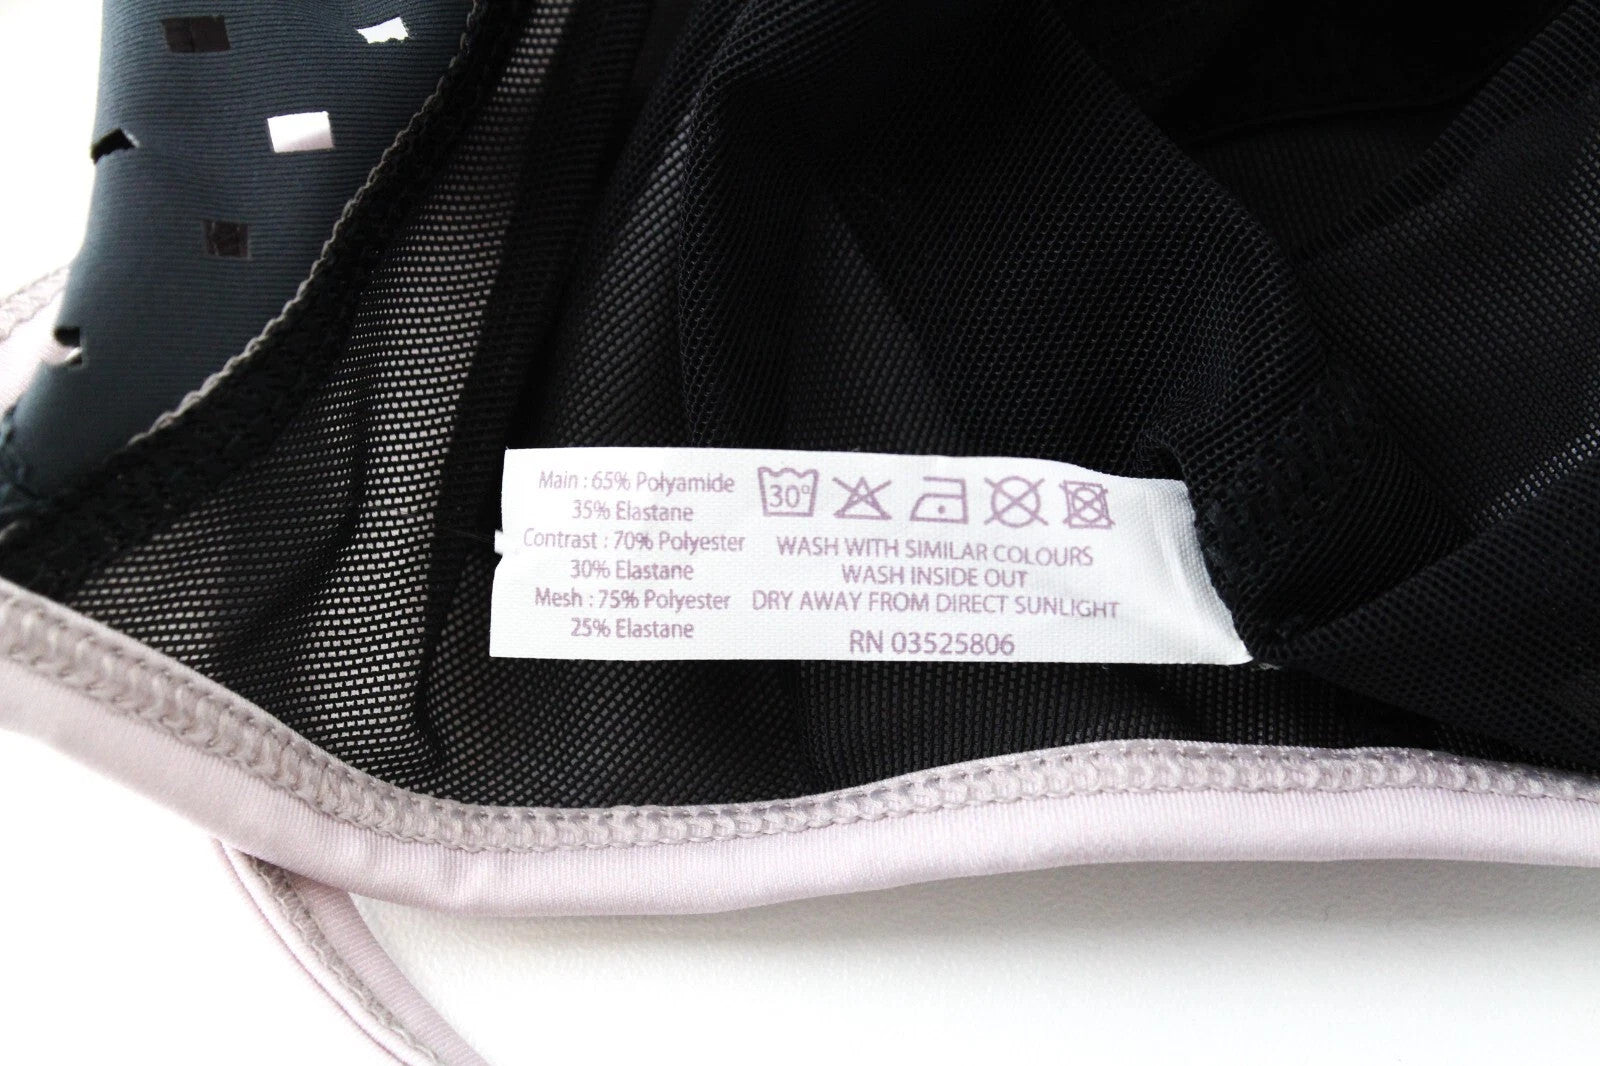 Main : 65% Polyamide
35% Elastane
Contrast : 70% Polyester
30% Elastane
Mesh : 75% Polyester
25% Elastane
30°
WASH WITH SIMILAR COLOURS
WASH INSIDE OUT
DRY AWAY FROM DIRECT SUNLIGHT
RN 03525806